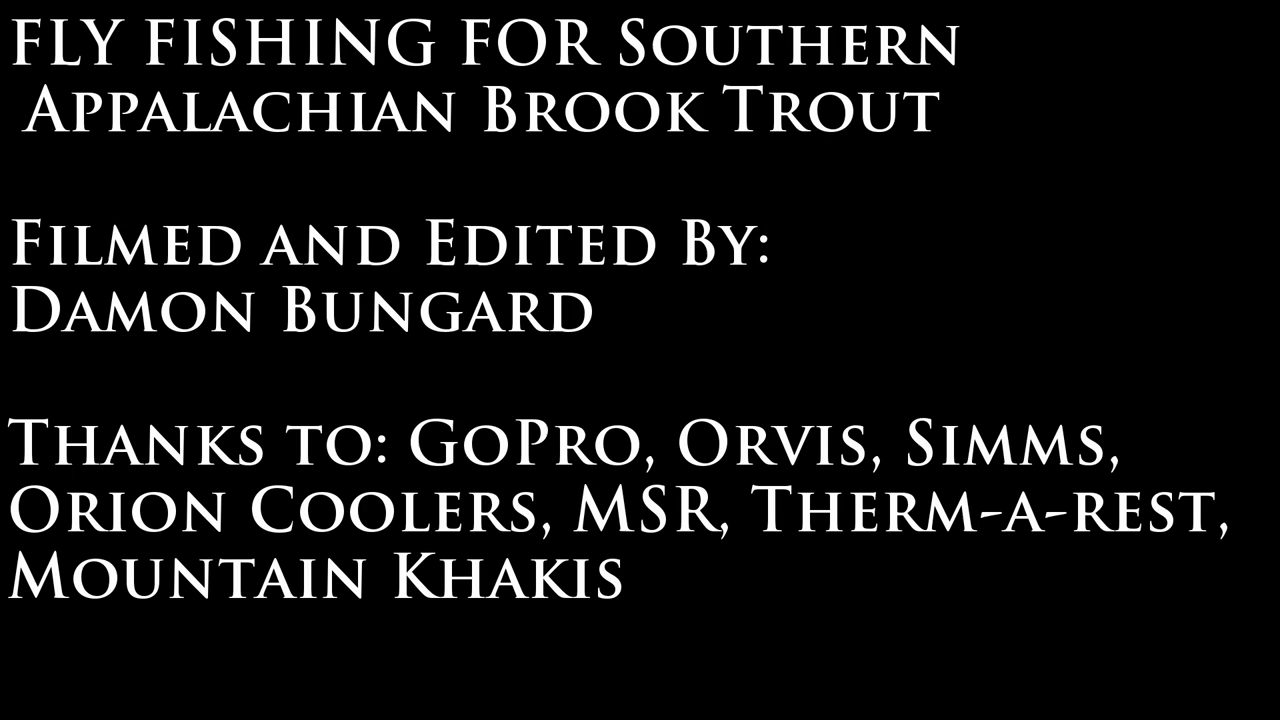 FLY FISHING FOR Southern
Appalachian Brook Trout
Filmed and Edited By:
Damon Bungard
Thanks to: GoPro, Orvis, Simms,
Orion Coolers, MSR, Therm-a-rest,
Mountain Khakis